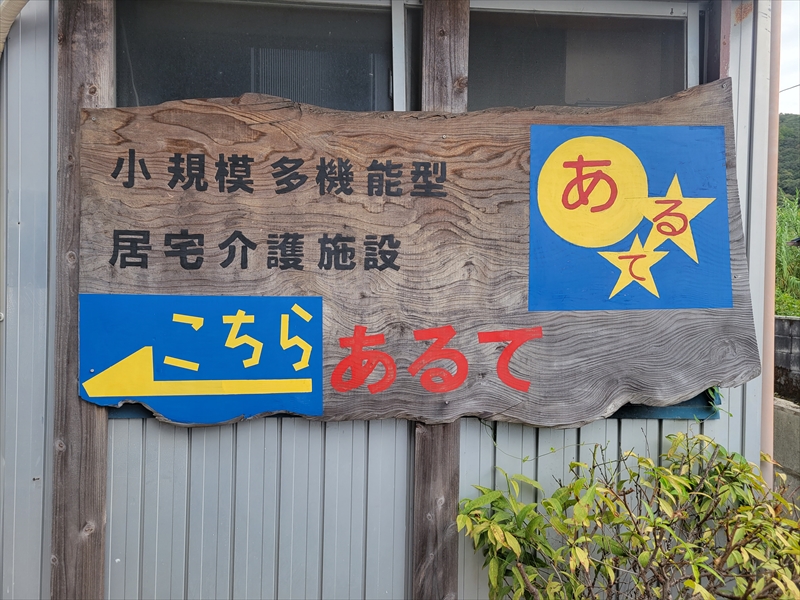 小規模多機能型
居宅介護施設
こちら
あるて
あ
る
て